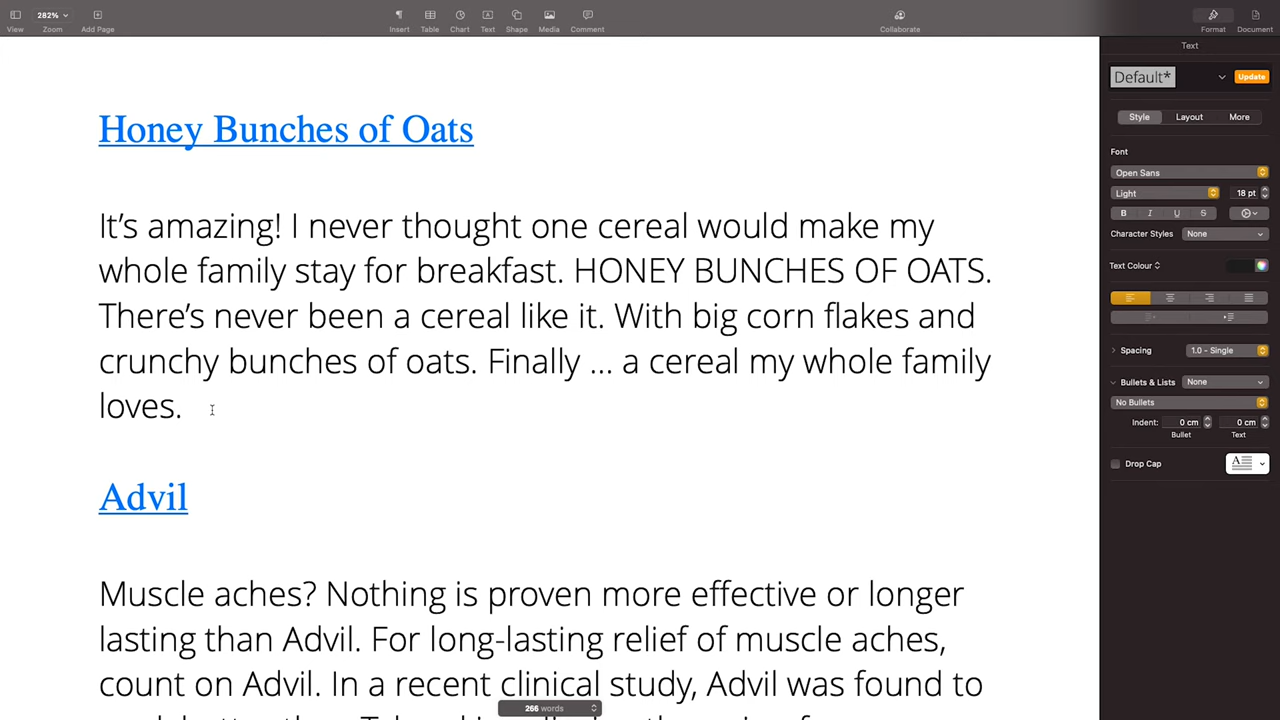 282%
View
Zoom
Add Page
Insert
Table
Chart
Text
Shape
Media
Comment
Collaborate
Format
Document
Text
Default*
Update
Style
Layout
More
Font
Open Sans
Light
18 pt
B I U S
Character Styles
None
Text Colour
Spacing
1.0 - Single
Bullets & Lists
None
No Bullets
Indent:
0 cm
0 cm
Bullet
Text
Drop Cap
Honey Bunches of Oats
It’s amazing! I never thought one cereal would make my
whole family stay for breakfast. HONEY BUNCHES OF OATS.
There’s never been a cereal like it. With big corn flakes and
crunchy bunches of oats. Finally … a cereal my whole family
loves.
Advil
Muscle aches? Nothing is proven more effective or longer
lasting than Advil. For long-lasting relief of muscle aches,
count on Advil. In a recent clinical study, Advil was found to
266 words